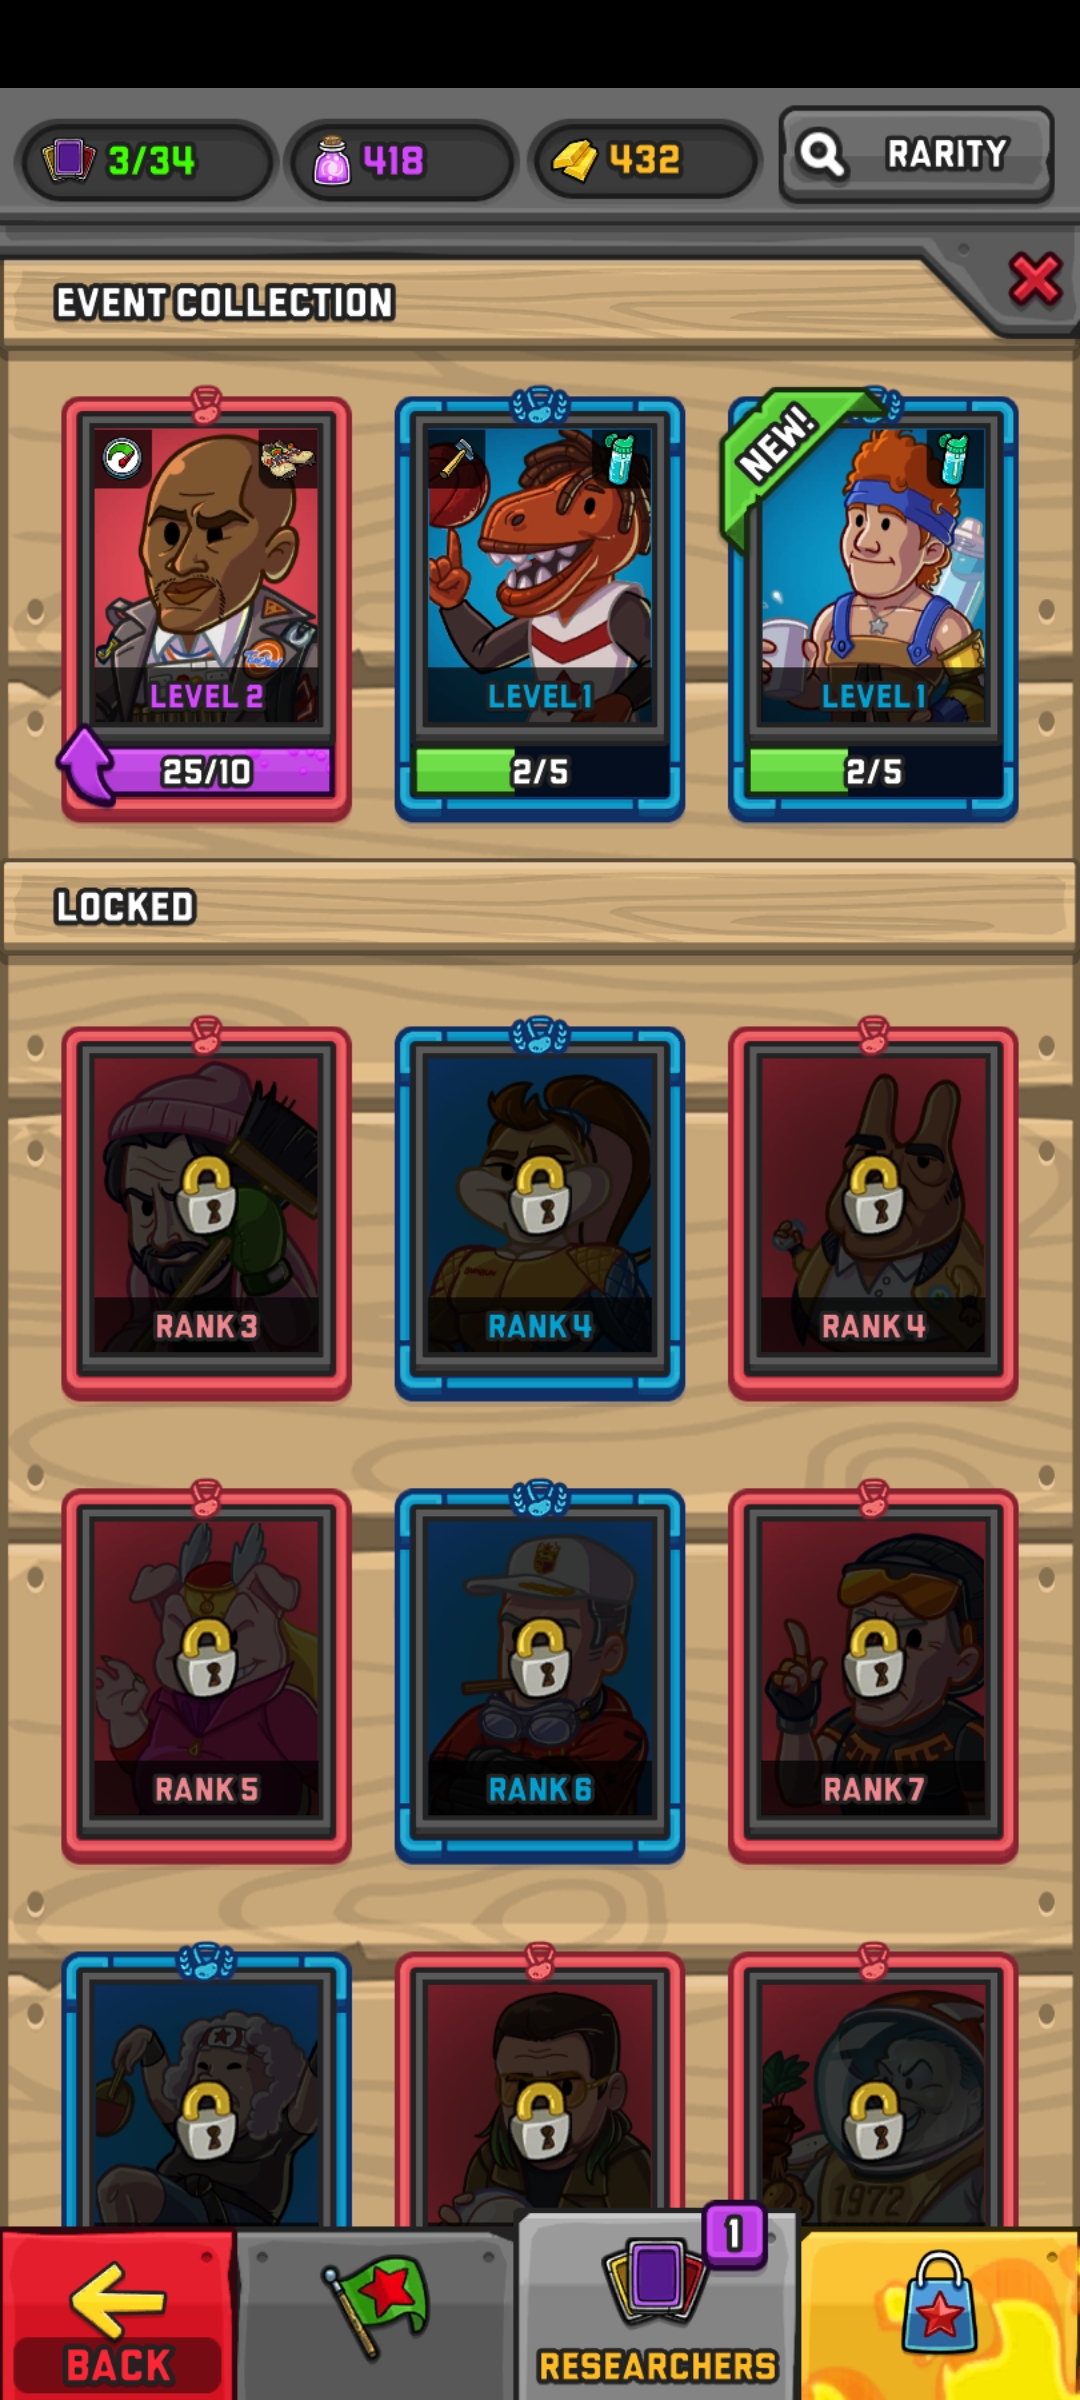 3/34
418
432
RARITY
EVENT COLLECTION
NEW!
LEVEL 2
LEVEL 1
LEVEL 1
25/10
2/5
2/5
LOCKED
RANK 3
RANK 4
RANK 4
RANK 5
RANK 6
RANK 7
1972
1
BACK
RESEARCHERS